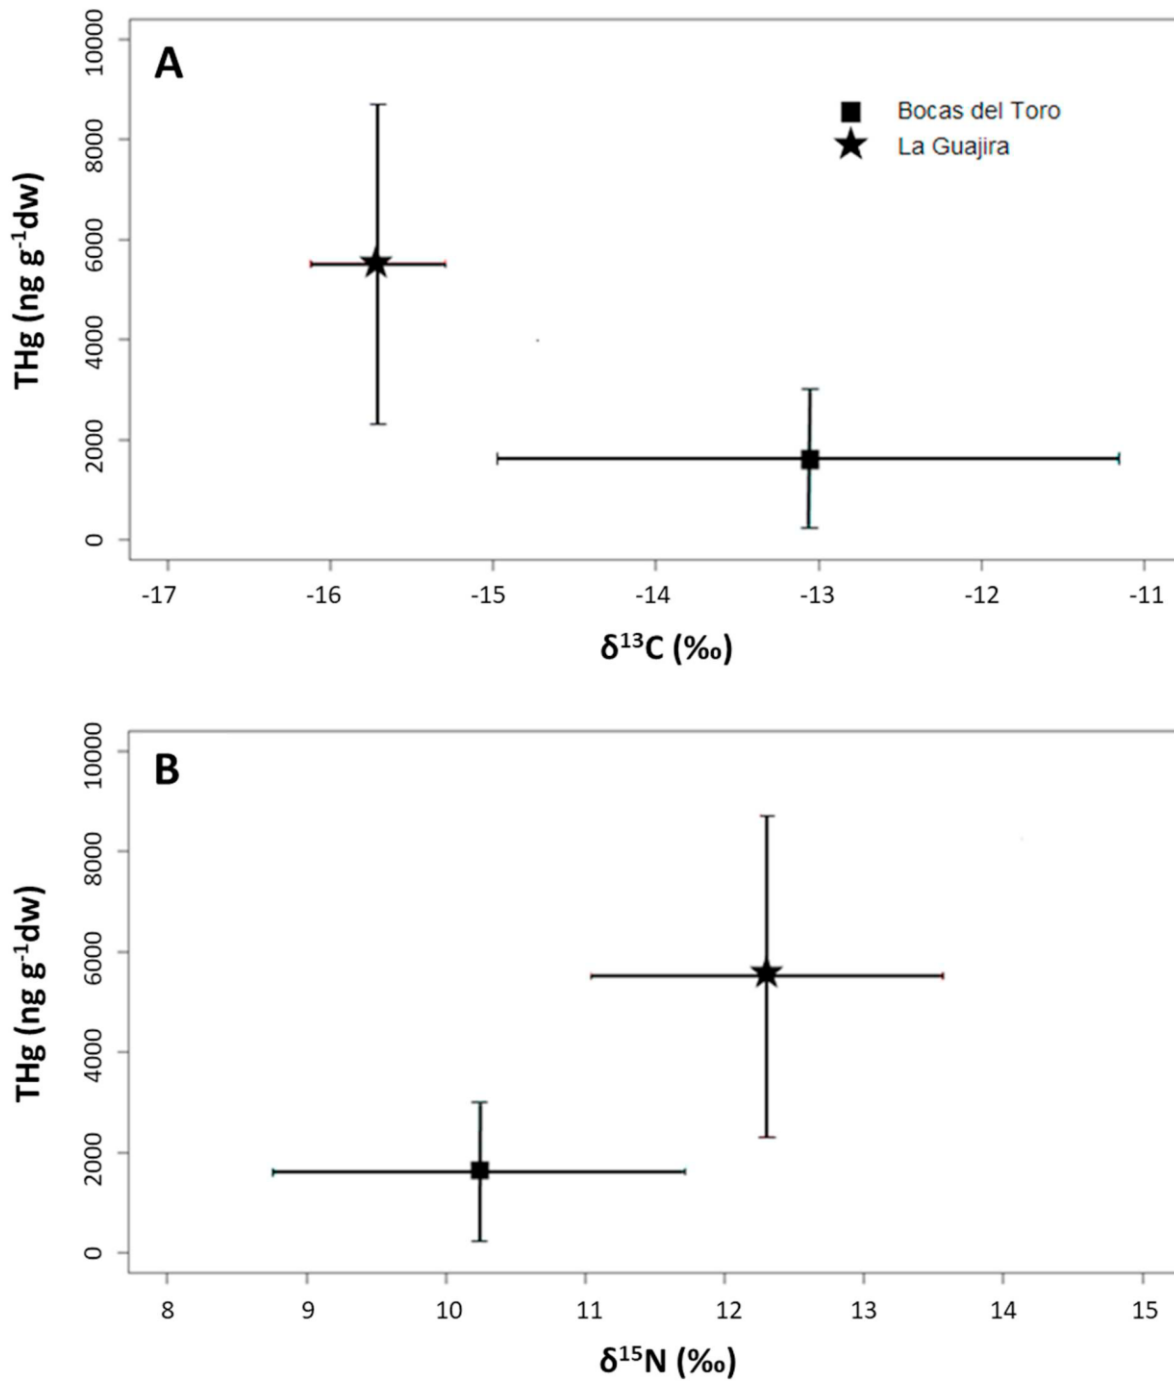 A
Bocas del Toro
La Guajira
THg (ng g⁻¹dw)
10000
8000
6000
4000
2000
0
-17 -16 -15 -14 -13 -12 -11
δ¹³C (‰)
B
THg (ng g⁻¹dw)
10000
8000
6000
4000
2000
0
8 9 10 11 12 13 14 15
δ¹⁵N (‰)